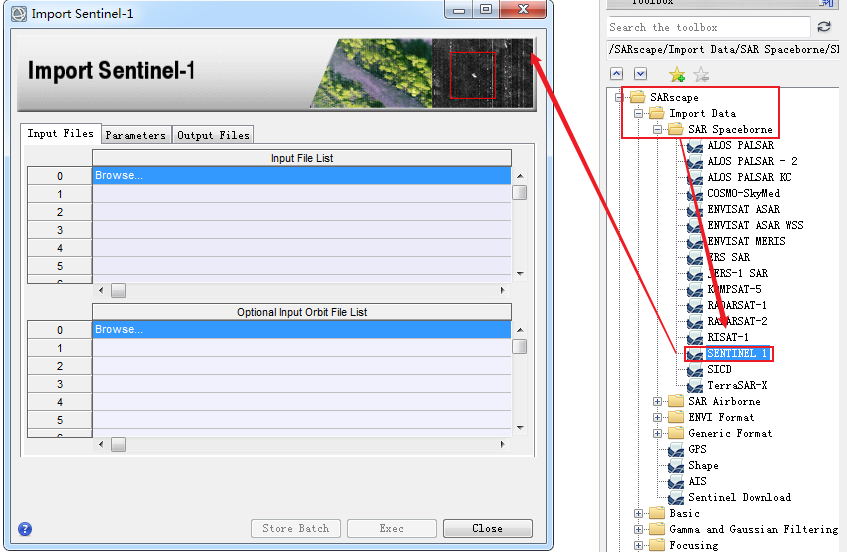 Import Sentinel-1
Import Sentinel-1
Input Files
Parameters
Output Files
Input File List
0
Browse...
1
2
3
4
5
Optional Input Orbit File List
0
Browse...
1
2
3
4
5
Store Batch
Exec
Close
Toolbox
Search the toolbox
/SARscape/Import Data/SAR Spaceborne/SE
SARscape
Import Data
SAR Spaceborne
ALOS PALSAR
ALOS PALSAR - 2
ALOS PALSAR KC
COSMO-SkyMed
ENVISAT ASAR
ENVISAT ASAR WSS
ENVISAT MERIS
ERS SAR
JERS-1 SAR
KOMPSAT-5
RADARSAT-1
RADARSAT-2
RISAT-1
SENTINEL 1
SICD
TerraSAR-X
SAR Airborne
ENVI Format
Generic Format
GPS
Shape
AIS
Sentinel Download
Basic
Gamma and Gaussian Filtering
Focusing